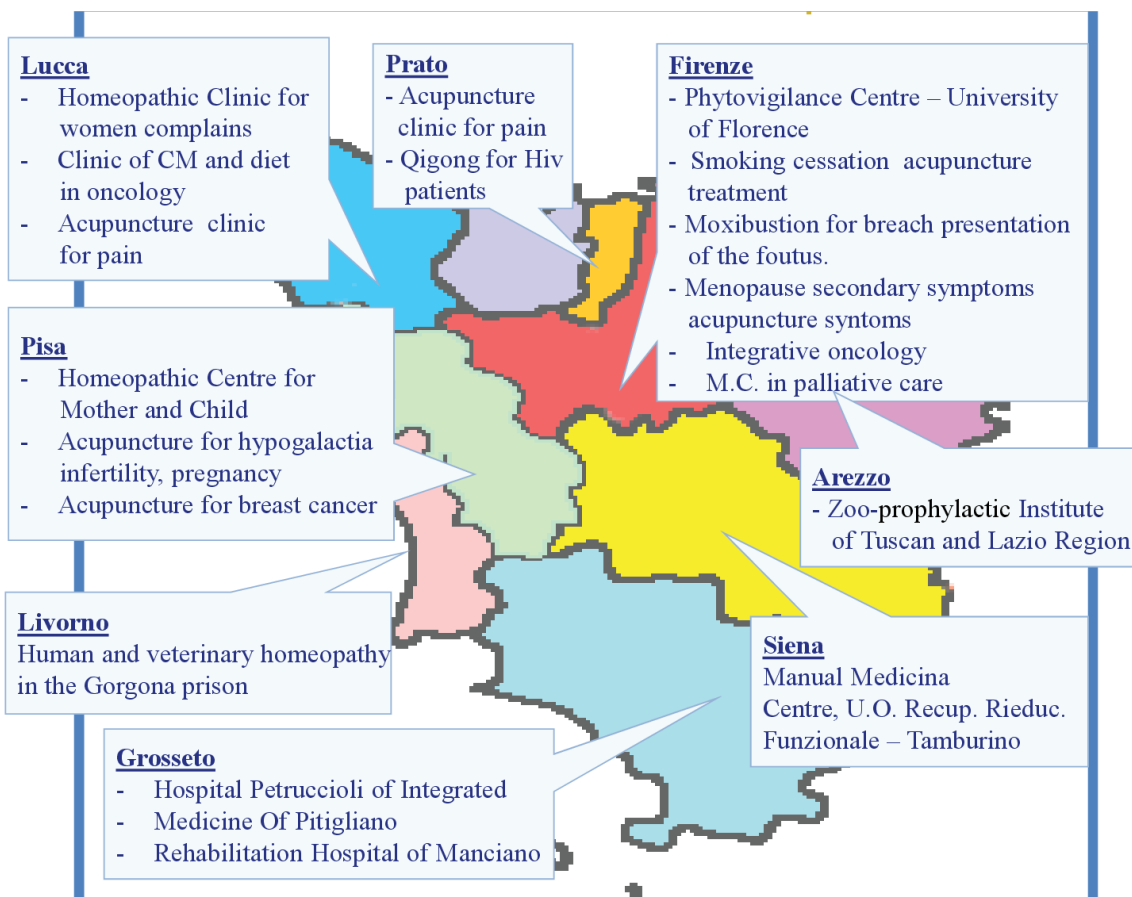 Lucca
- Homeopathic Clinic for
women complains
- Clinic of CM and diet
in oncology
- Acupuncture clinic
for pain
Prato
- Acupuncture
clinic for pain
- Qigong for Hiv
patients
Firenze
- Phytovigilance Centre – University
of Florence
- Smoking cessation acupuncture
treatment
- Moxibustion for breach presentation
of the foutus.
- Menopause secondary symptoms
acupuncture syntoms
- Integrative oncology
- M.C. in palliative care
Pisa
- Homeopathic Centre for
Mother and Child
- Acupuncture for hypogalactia
infertility, pregnancy
- Acupuncture for breast cancer
Arezzo
- Zoo-prophylactic Institute
of Tuscan and Lazio Region
Livorno
Human and veterinary homeopathy
in the Gorgona prison
Siena
Manual Medicina
Centre, U.O. Recup. Rieduc.
Funzionale – Tamburino
Grosseto
- Hospital Petruccioli of Integrated
- Medicine Of Pitigliano
- Rehabilitation Hospital of Manciano